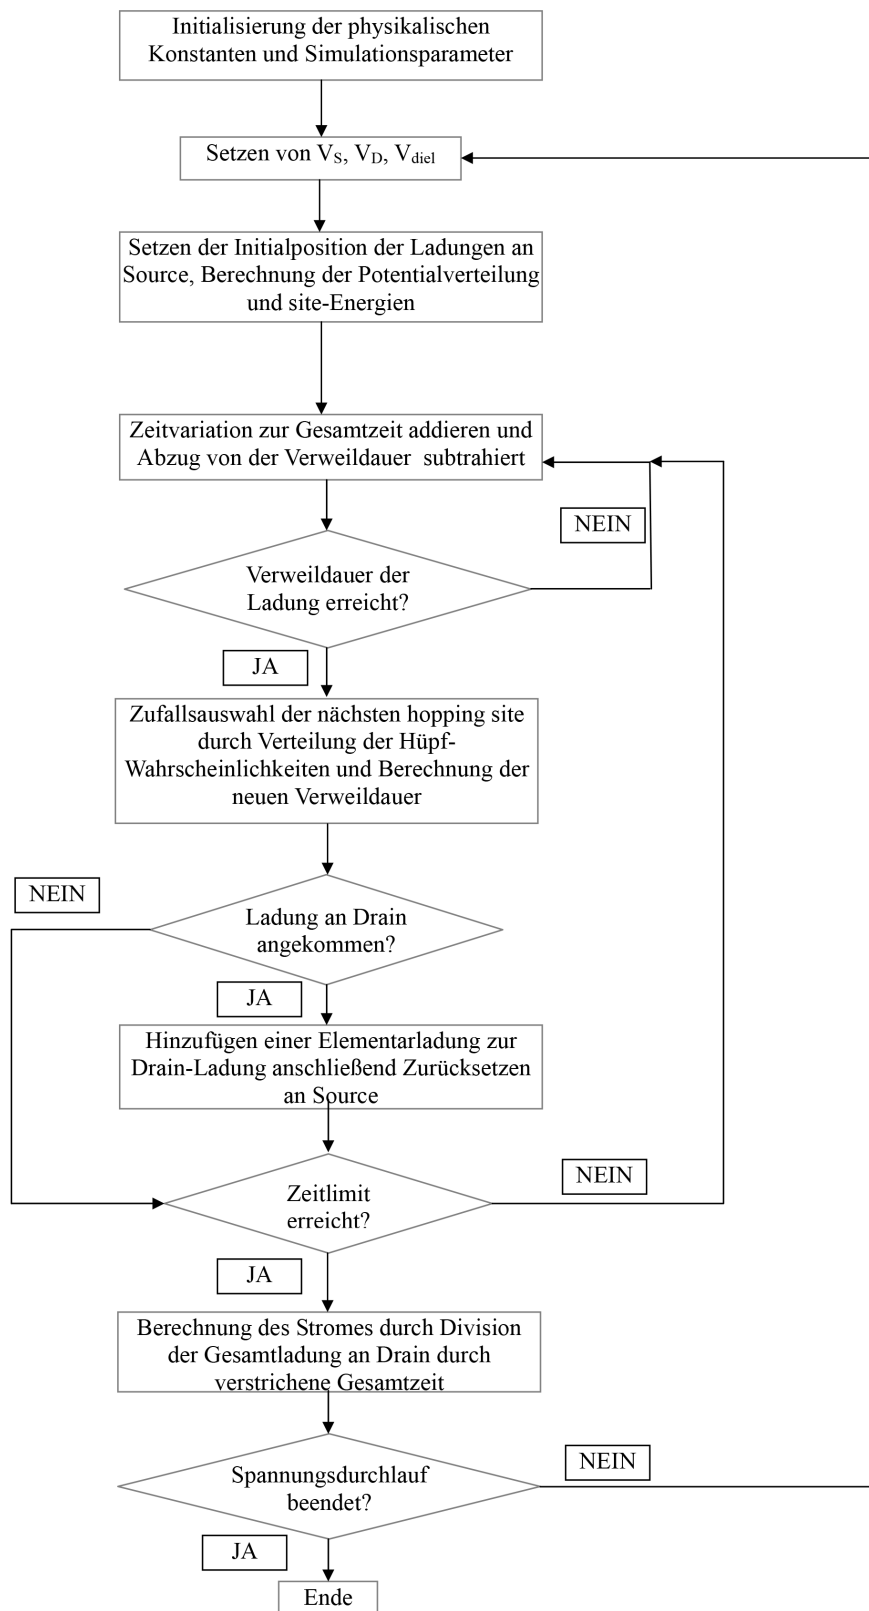 Initialisierung der physikalischen
Konstanten und Simulationsparameter
Setzen von VS, VD, Vdiel
Setzen der Initialposition der Ladungen an
Source, Berechnung der Potentialverteilung
und site-Energien
Zeitvariation zur Gesamtzeit addieren und
Abzug von der Verweildauer  subtrahiert
NEIN
Verweildauer der
Ladung erreicht?
JA
Zufallsauswahl der nächsten hopping site
durch Verteilung der Hüpf-
Wahrscheinlichkeiten und Berechnung der
neuen Verweildauer
NEIN
Ladung an Drain
angekommen?
JA
Hinzufügen einer Elementarladung zur
Drain-Ladung anschließend Zurücksetzen
an Source
NEIN
Zeitlimit
erreicht?
JA
Berechnung des Stromes durch Division
der Gesamtladung an Drain durch
verstrichene Gesamtzeit
NEIN
Spannungsdurchlauf
beendet?
JA
Ende